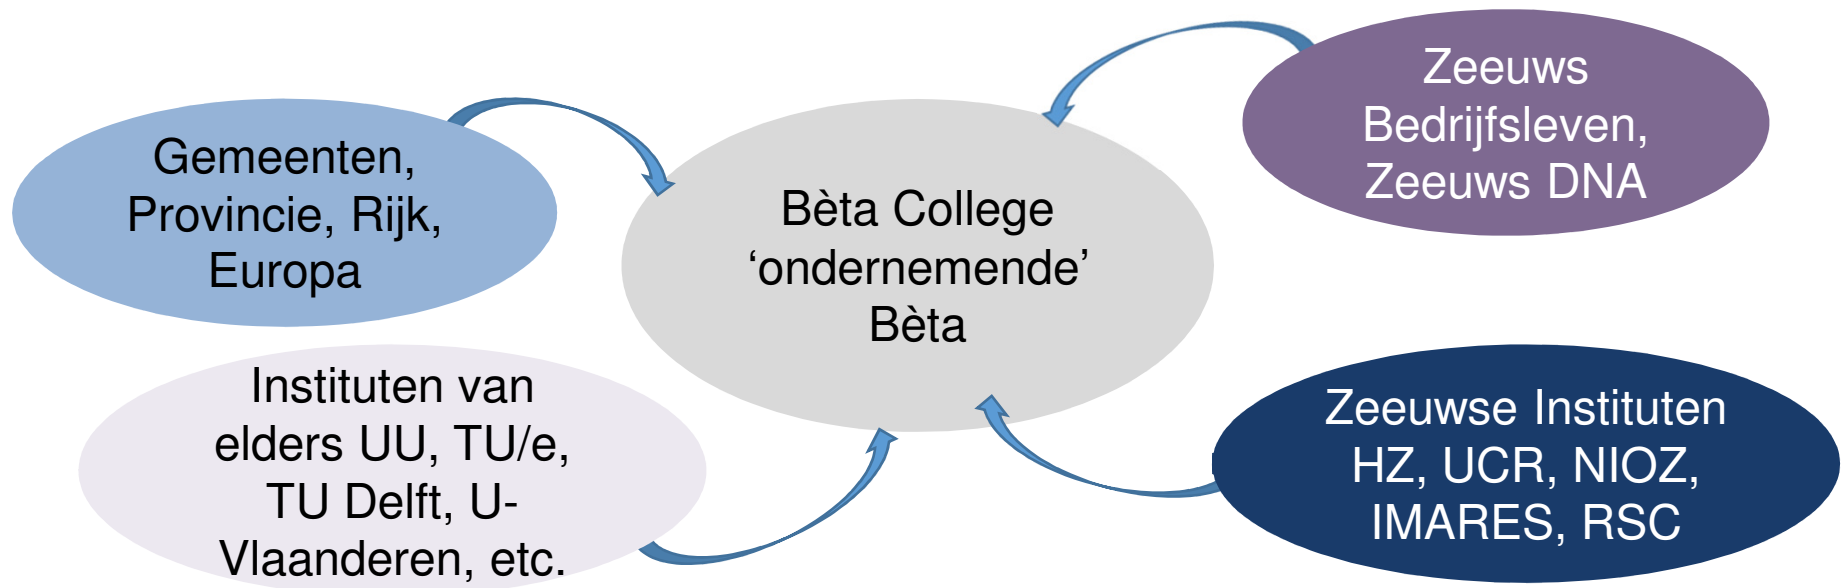 Gemeenten,
Provincie, Rijk,
Europa
Bèta College
‘ondernemende’
Bèta
Zeeuws
Bedrijfsleven,
Zeeuws DNA
Instituten van
elders UU, TU/e,
TU Delft, U-
Vlaanderen, etc.
Zeeuwse Instituten
HZ, UCR, NIOZ,
IMARES, RSC